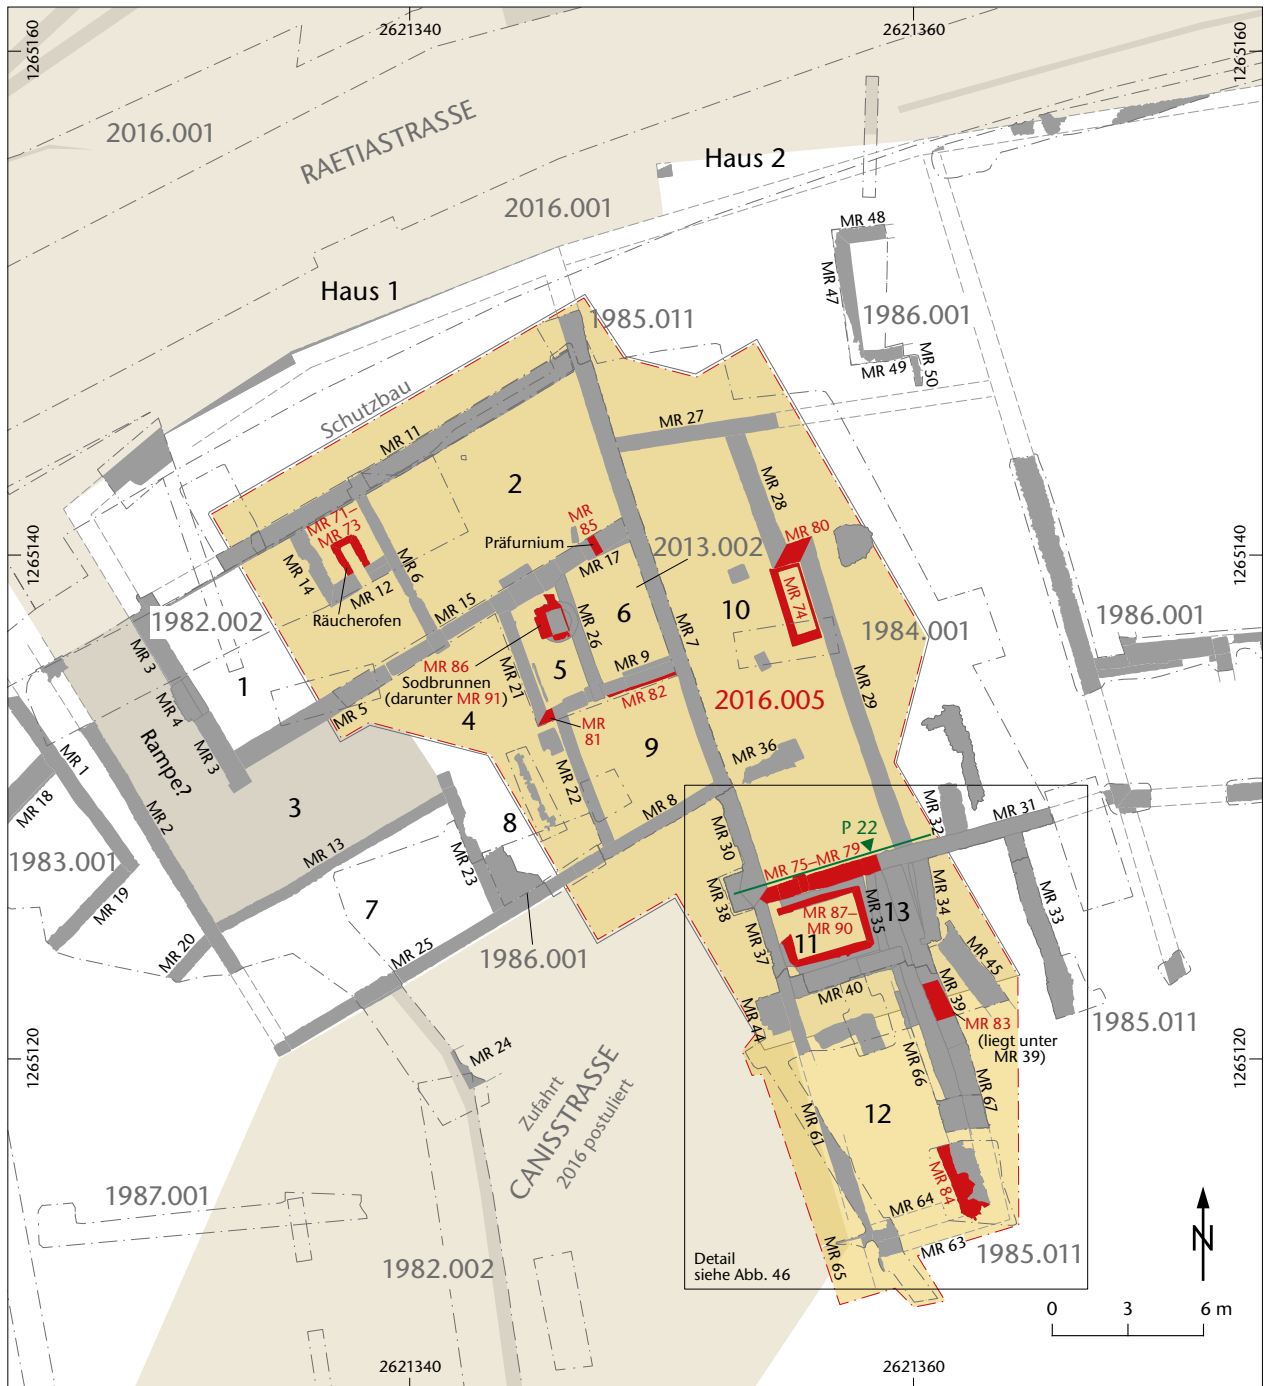 2621340
2621360
1265160
1265160
2016.001
RAETIASTRASSE
Haus 2
2016.001
MR 48
Haus 1
MR 47
1985.011
1986.001
MR 49
MR 50
Schutzbau
MR 11
MR 27
2
MR 28
MR 71–
MR 73
MR
85
MR 80
1265140
Präfurnium
2013.002
1265140
MR 14
MR 6
MR 17
MR 12
MR 74
Räucherofen
MR 15
6
10
1982.002
MR 26
1984.001
1986.001
MR 3
MR 7
MR 86
Sodbrunnen
(darunter MR 91)
MR 9
5
1
MR 21
MR 82
2016.005
MR 29
MR 4
MR 5
4
MR 81
MR 3
Rampe?
9
MR 36
MR 1
MR 22
MR 18
MR 2
3
MR 8
MR 31
8
MR 32
P 22
MR 30
1983.001
MR 13
MR 23
MR 75–MR 79
MR 19
MR 38
MR 35
13
MR 34
MR 33
7
MR 87–
MR 90
11
MR 20
MR 25
1986.001
MR 37
MR 45
MR 40
MR 39
MR 44
MR 83
(liegt unter
MR 39)
1985.011
1265120
MR 24
1265120
Zufahrt
CANISSTRASSE
2016 postuliert
MR 66
MR 67
12
MR 61
MR 84
1987.001
MR 64
MR 63
1985.011
MR 65
1982.002
Detail
siehe Abb. 46
N
0
3
6 m
2621340
2621360